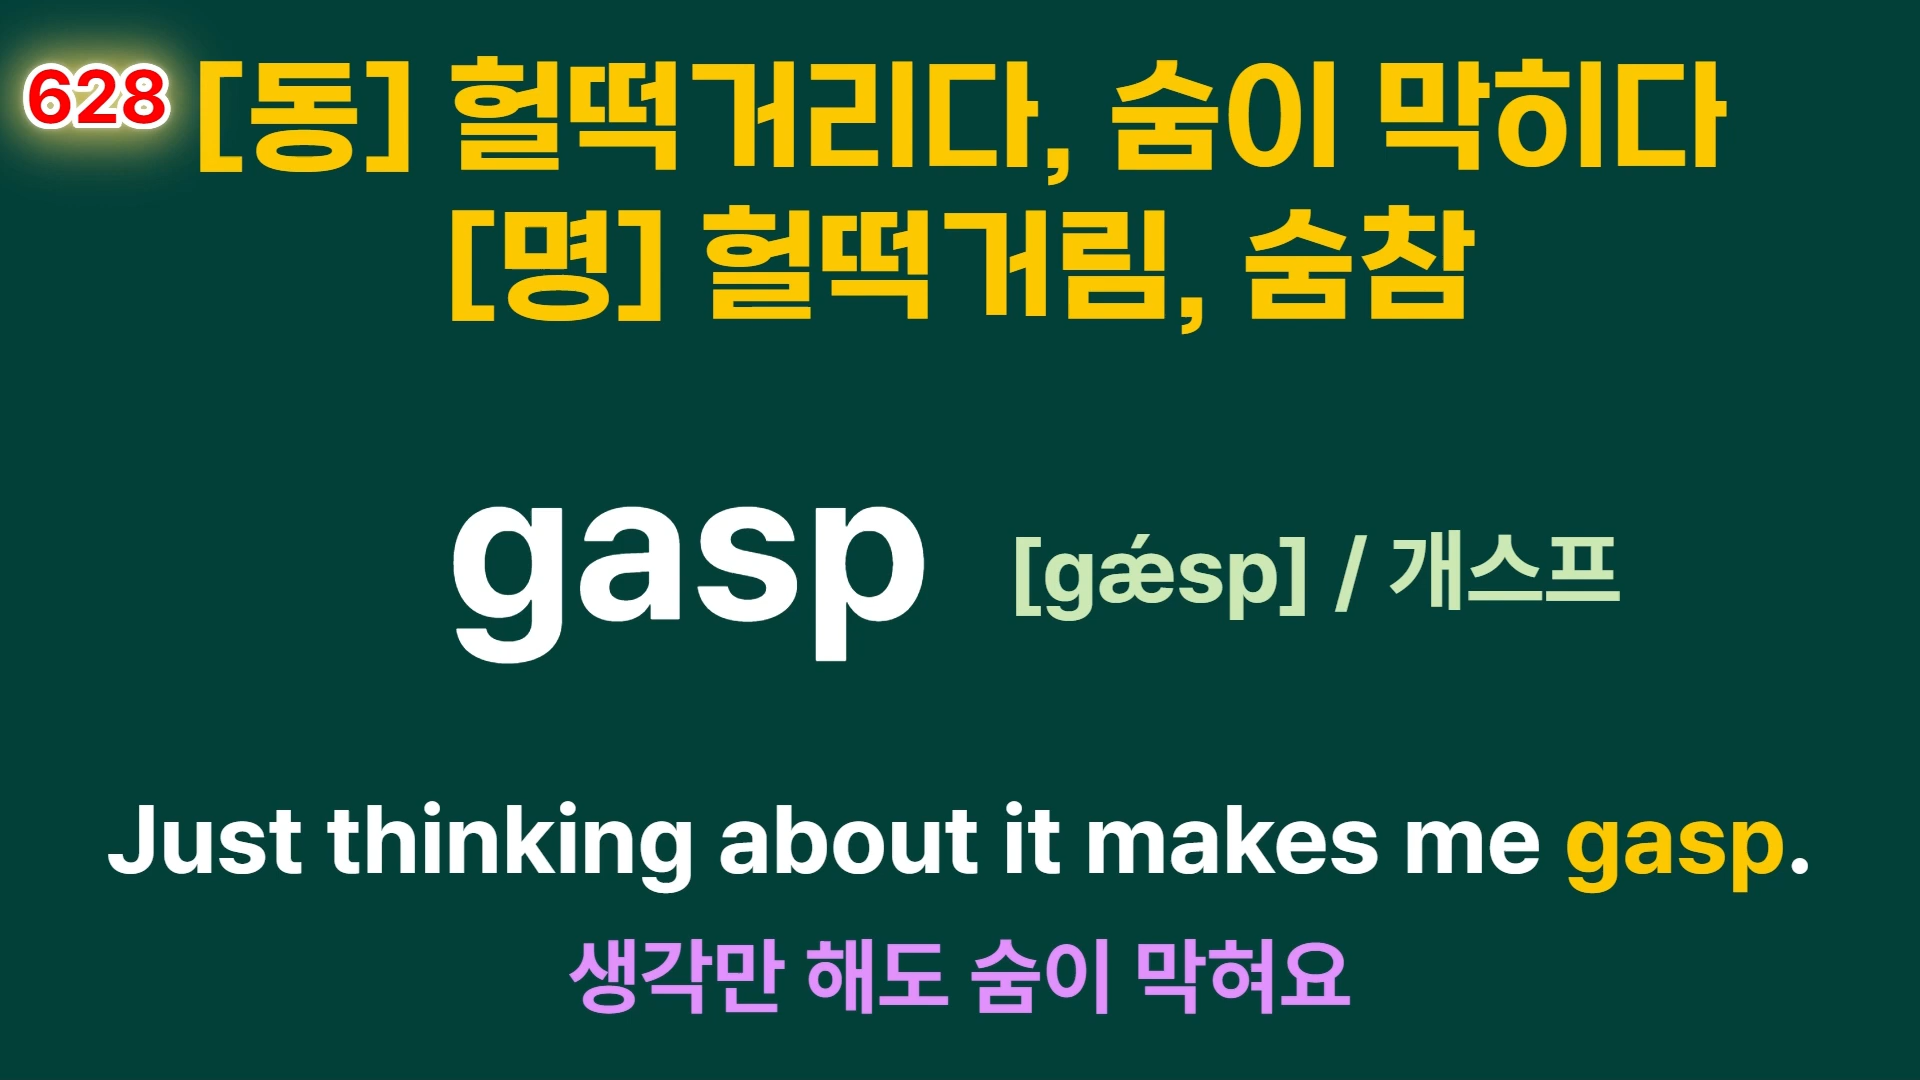 628 [동] 헐떡거리다, 숨이 막히다
[명] 헐떡거림, 숨참
gasp [gǽsp] / 개스프
Just thinking about it makes me gasp.
생각만 해도 숨이 막혀요